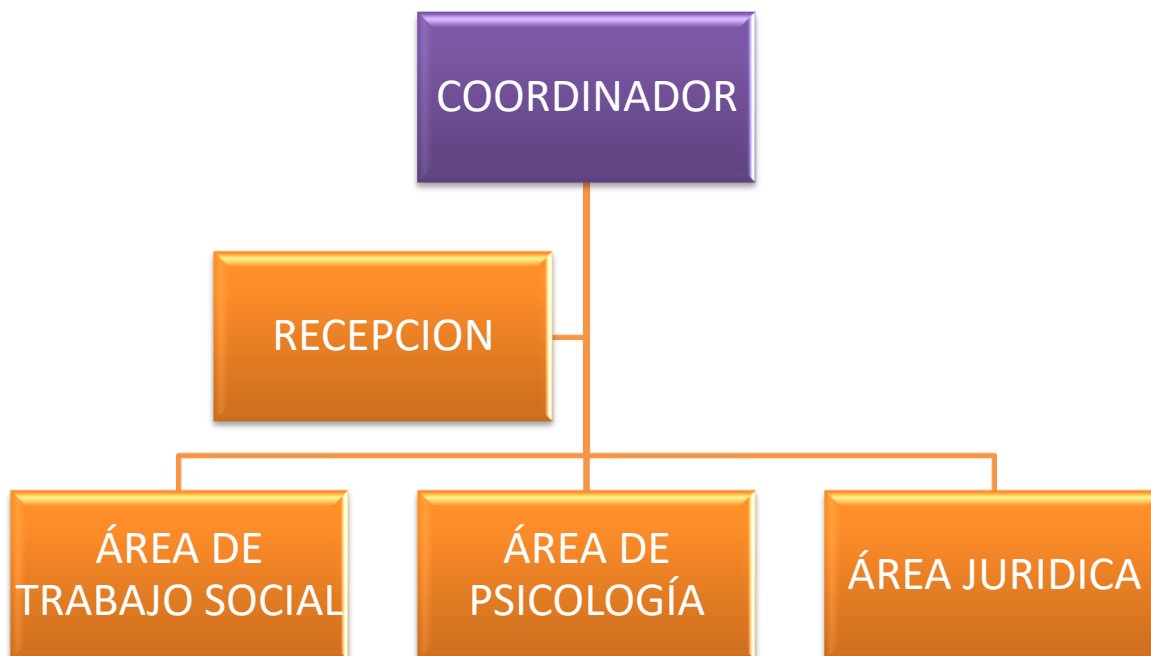 COORDINADOR
RECEPCION
ÁREA DE
TRABAJO SOCIAL
ÁREA DE
PSICOLOGÍA
ÁREA JURIDICA